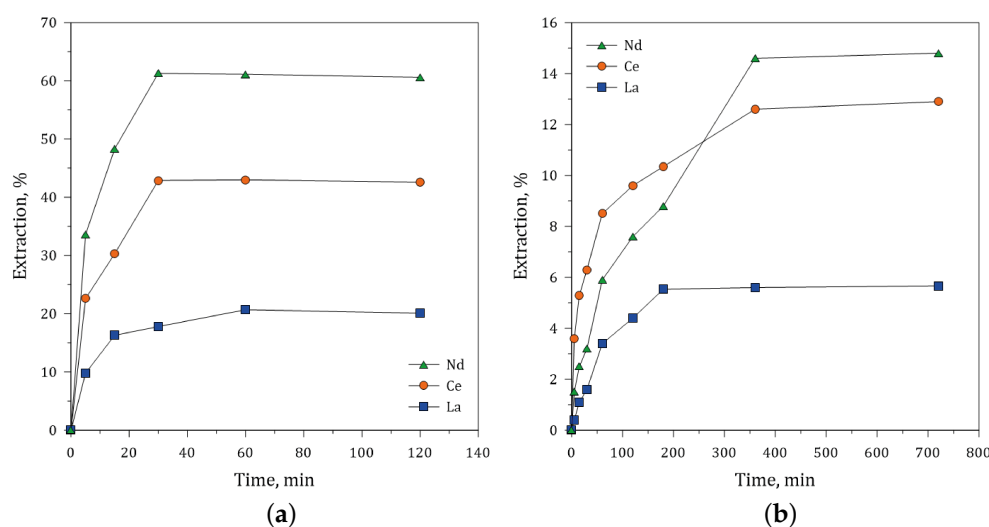 70
60
50
40
30
20
10
0
Extraction, %
Nd
Ce
La
0 20 40 60 80 100 120 140
Time, min
(a)
16
14
12
10
8
6
4
2
0
Extraction, %
Nd
Ce
La
0 100 200 300 400 500 600 700 800
Time, min
(b)